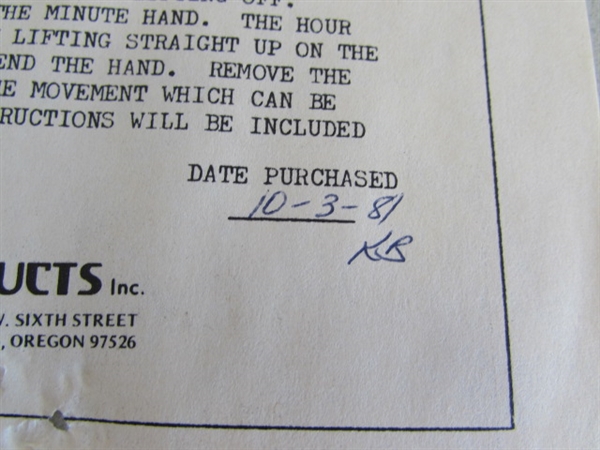 THE MINUTE HAND. THE HOUR
LIFTING STRAIGHT UP ON THE
END THE HAND. REMOVE THE
MOVEMENT WHICH CAN BE
WILL BE INCLUDED
DATE PURCHASED
10-3-81
KB
UCTS Inc.
W. SIXTH STREET
, OREGON 97526